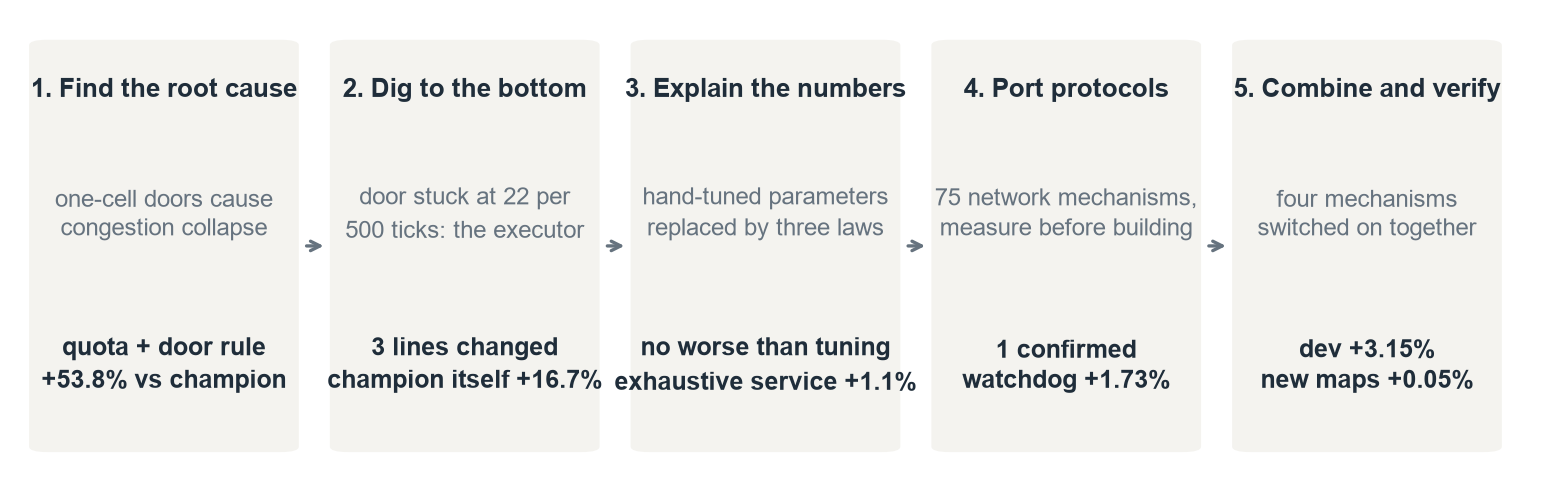 1. Find the root cause
one-cell doors cause
congestion collapse
quota + door rule
+53.8% vs champion
2. Dig to the bottom
door stuck at 22 per
500 ticks: the executor
3 lines changed
champion itself +16.7%
3. Explain the numbers
hand-tuned parameters
replaced by three laws
no worse than tuning
exhaustive service +1.1%
4. Port protocols
75 network mechanisms,
measure before building
1 confirmed
watchdog +1.73%
5. Combine and verify
four mechanisms
switched on together
dev +3.15%
new maps +0.05%